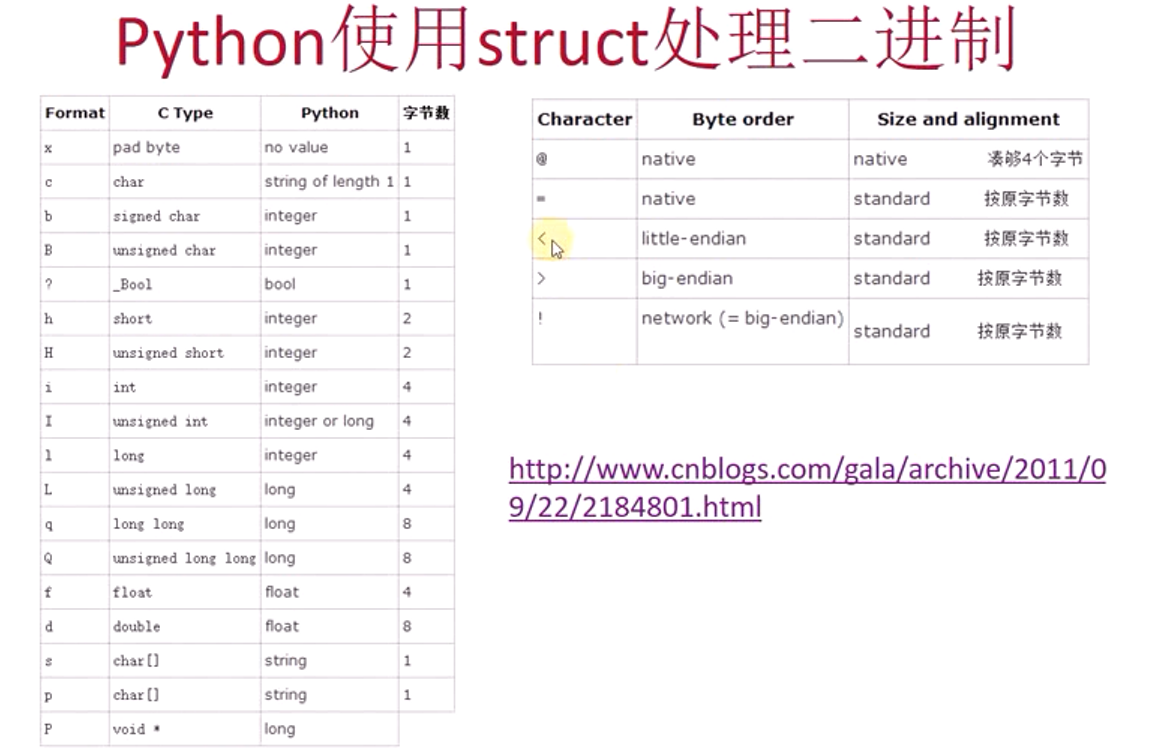 Python使用struct处理二进制
Format C Type Python 字节数
x pad byte no value 1
c char string of length 1 1
b signed char integer 1
B unsigned char integer 1
? _Bool bool 1
h short integer 2
H unsigned short integer 2
i int integer 4
I unsigned int integer or long 4
l long integer 4
L unsigned long long 4
q long long long 8
Q unsigned long long long 8
f float float 4
d double float 8
s char[] string 1
p char[] string 1
P void * long
Character Byte order Size and alignment
@ native native 凑够4个字节
= native standard 按原字节数
< little-endian standard 按原字节数
> big-endian standard 按原字节数
! network (= big-endian) standard 按原字节数
http://www.cnblogs.com/gala/archive/2011/0
9/22/2184801.html